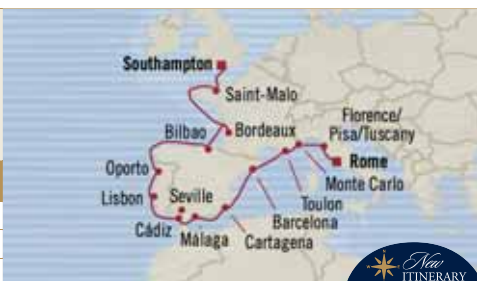 Southampton
Saint-Malo
Florence/
Pisa/Tuscany
Bilbao
Bordeaux
Rome
Oporto
Monte Carlo
Lisbon
Seville
Toulon
Barcelona
Cádiz
Málaga
Cartagena
New
ITINERARY